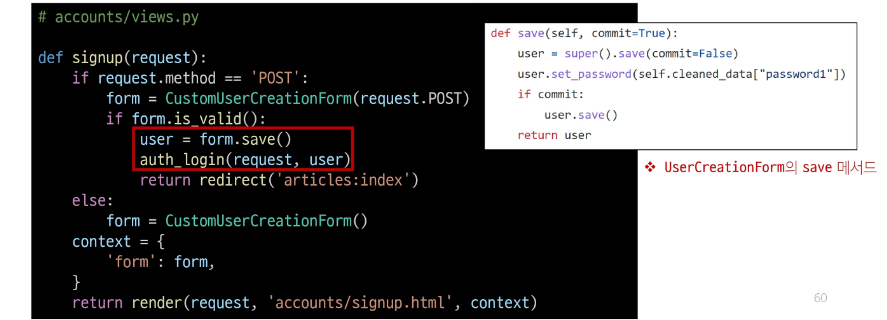 # accounts/views.py
def signup(request):
    if request.method == 'POST':
        form = CustomUserCreationForm(request.POST)
        if form.is_valid():
            user = form.save()
            auth_login(request, user)
            return redirect('articles:index')
    else:
        form = CustomUserCreationForm()
    context = {
        'form': form,
    }
    return render(request, 'accounts/signup.html', context)
def save(self, commit=True):
    user = super().save(commit=False)
    user.set_password(self.cleaned_data["password1"])
    if commit:
        user.save()
    return user
❖ UserCreationForm의 save 메서드
60